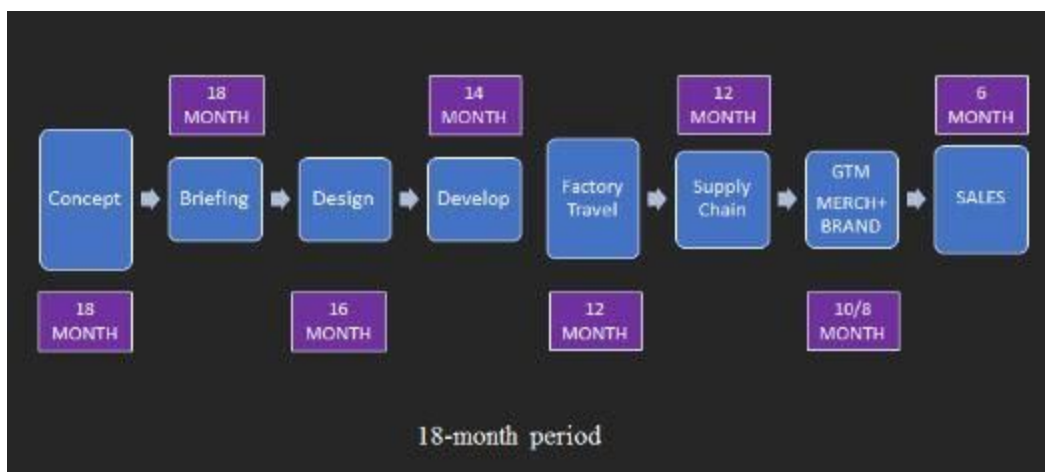 18
MONTH
14
MONTH
12
MONTH
6
MONTH
Concept
Briefing
Design
Develop
Factory
Travel
Supply
Chain
GTM
MERCH+
BRAND
SALES
18
MONTH
16
MONTH
12
MONTH
10/8
MONTH
18-month period